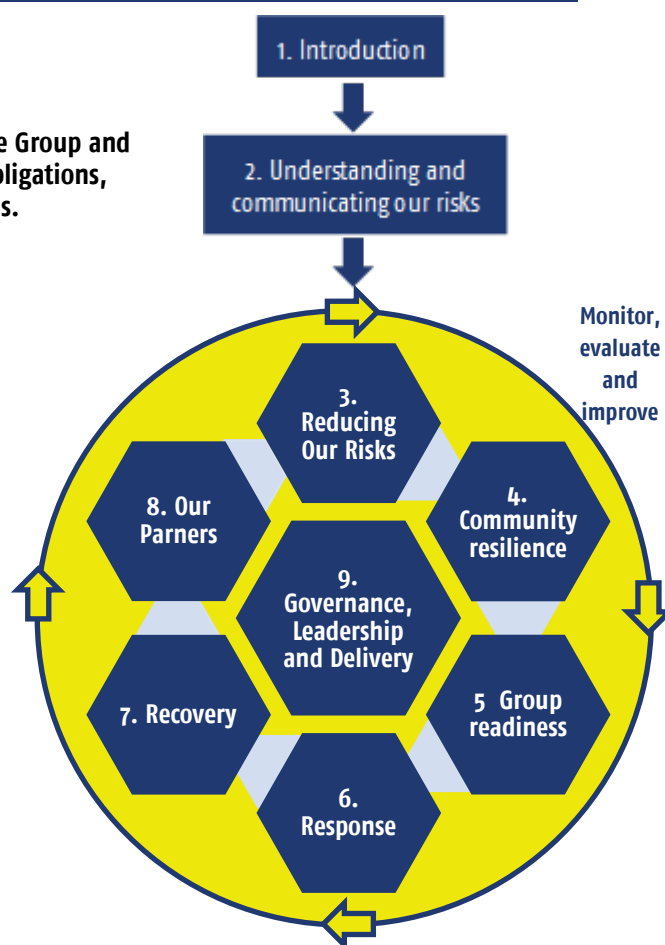 1. Introduction
e Group and
bligations,
s.
2. Understanding and
communicating our risks
Monitor,
evaluate
and
improve
3.
Reducing
Our Risks
4.
Community
resilience
8. Our
Parners
9.
Governance,
Leadership
and Delivery
7. Recovery
5 Group
readiness
6.
Response